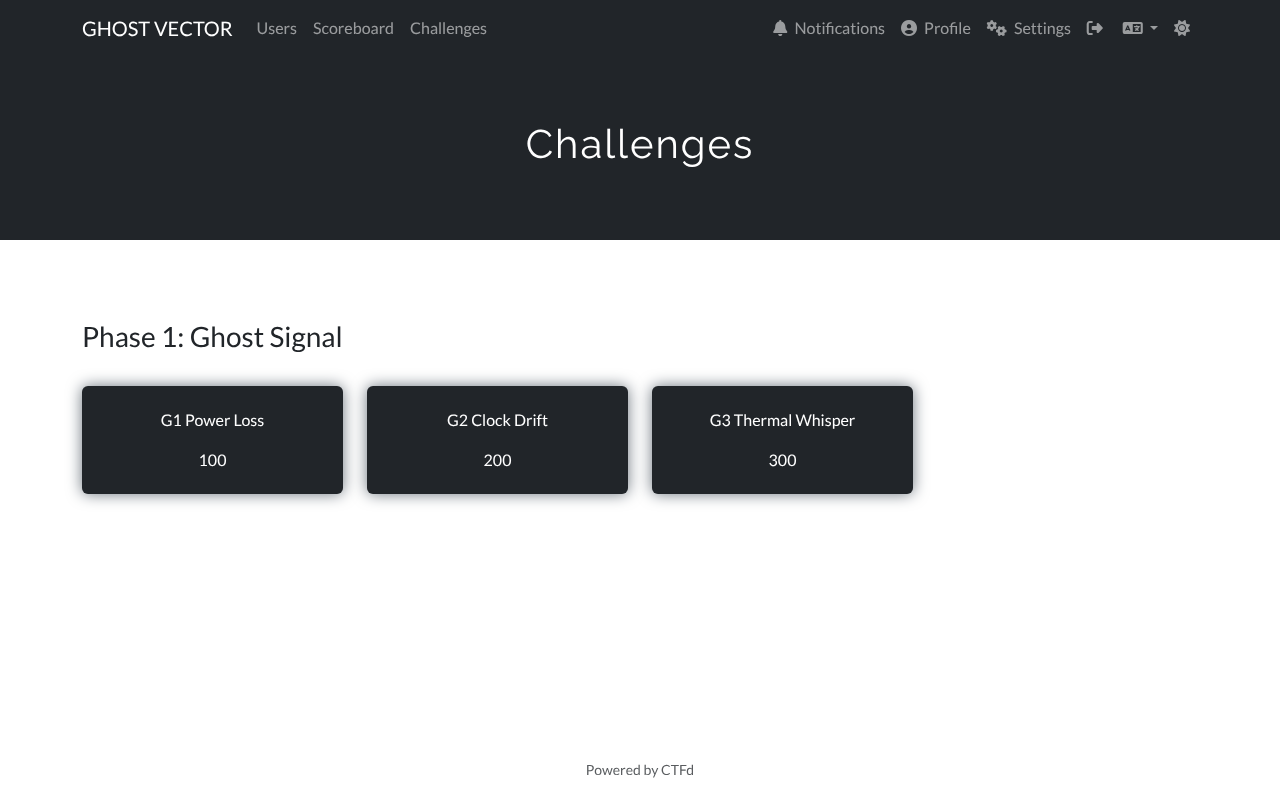 GHOST VECTOR Users Scoreboard Challenges Notifications Profile Settings
Challenges
Phase 1: Ghost Signal
G1 Power Loss
100
G2 Clock Drift
200
G3 Thermal Whisper
300
Powered by CTFd